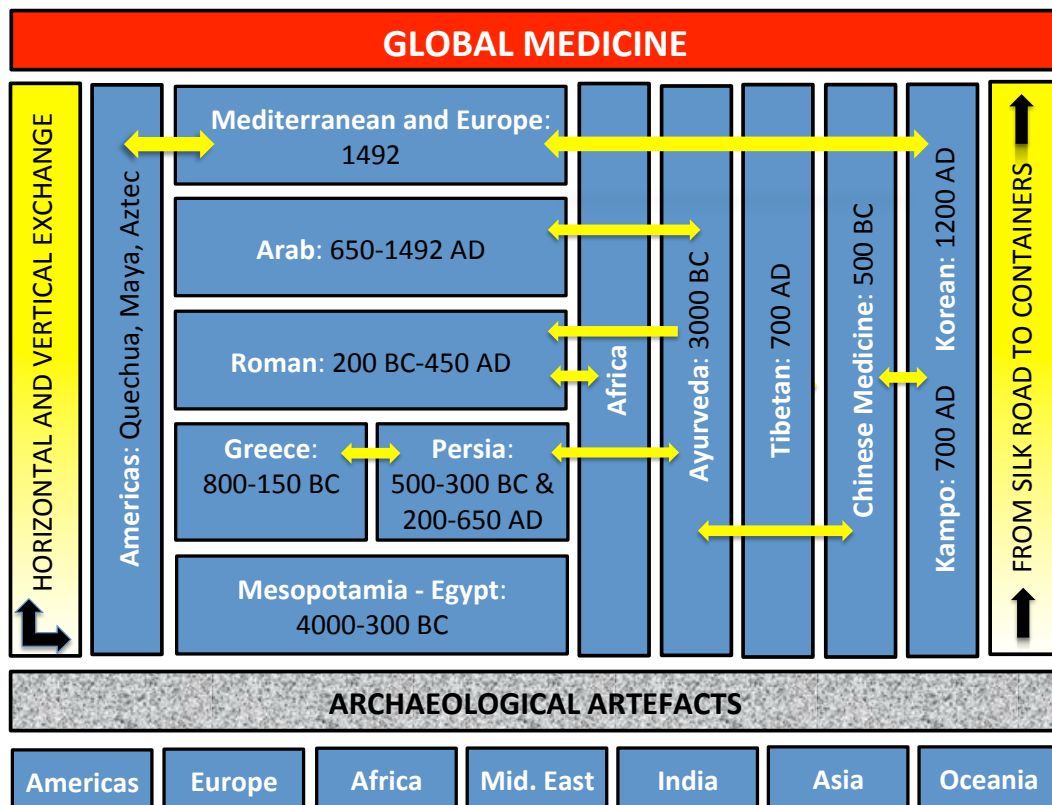 GLOBAL MEDICINE
HORIZONTAL AND VERTICAL EXCHANGE
Americas: Quechua, Maya, Aztec
Mediterranean and Europe:
1492
Arab: 650-1492 AD
Roman: 200 BC-450 AD
Greece:
800-150 BC
Persia:
500-300 BC &
200-650 AD
Mesopotamia - Egypt:
4000-300 BC
Africa
Ayurveda: 3000 BC
Tibetan: 700 AD
Chinese Medicine: 500 BC
Kampo: 700 AD Korean: 1200 AD
FROM SILK ROAD TO CONTAINERS
ARCHAEOLOGICAL ARTEFACTS
Americas
Europe
Africa
Mid. East
India
Asia
Oceania